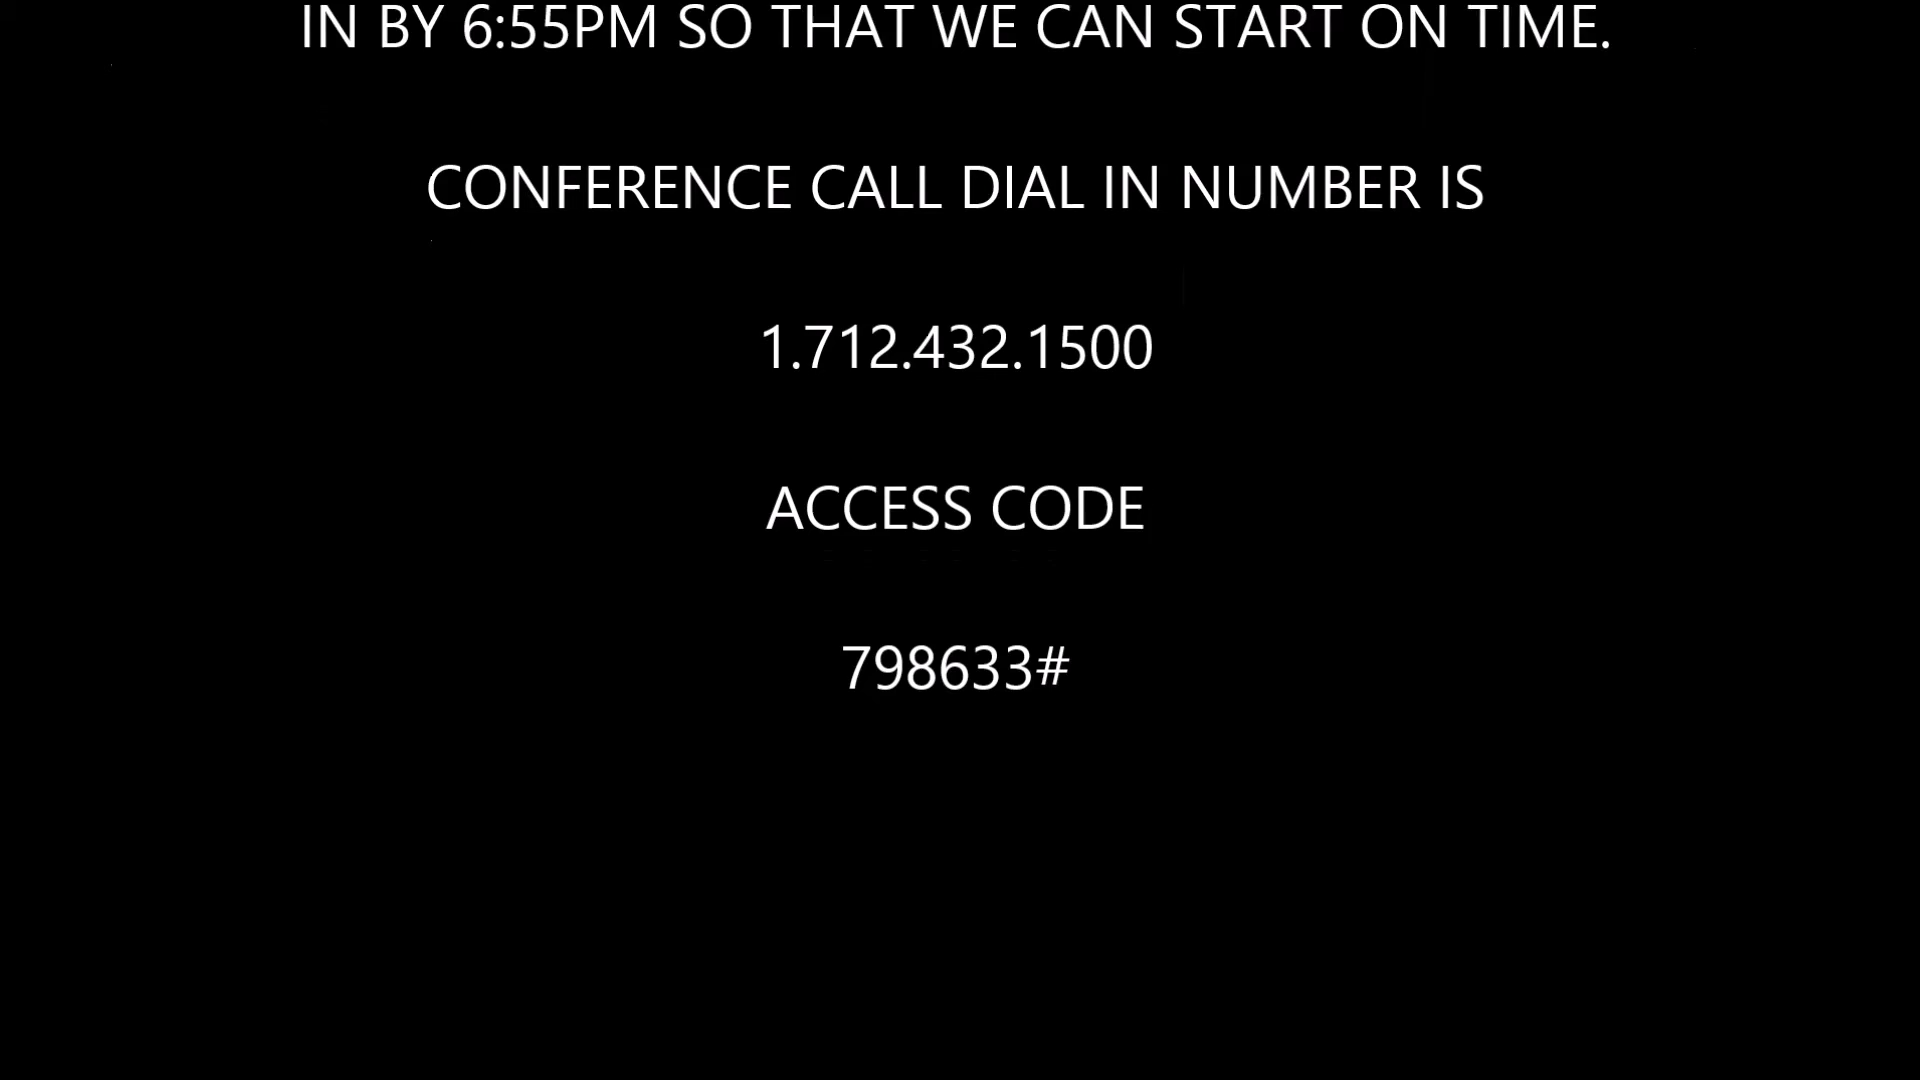 IN BY 6:55PM SO THAT WE CAN START ON TIME.
CONFERENCE CALL DIAL IN NUMBER IS
1.712.432.1500
ACCESS CODE
798633#